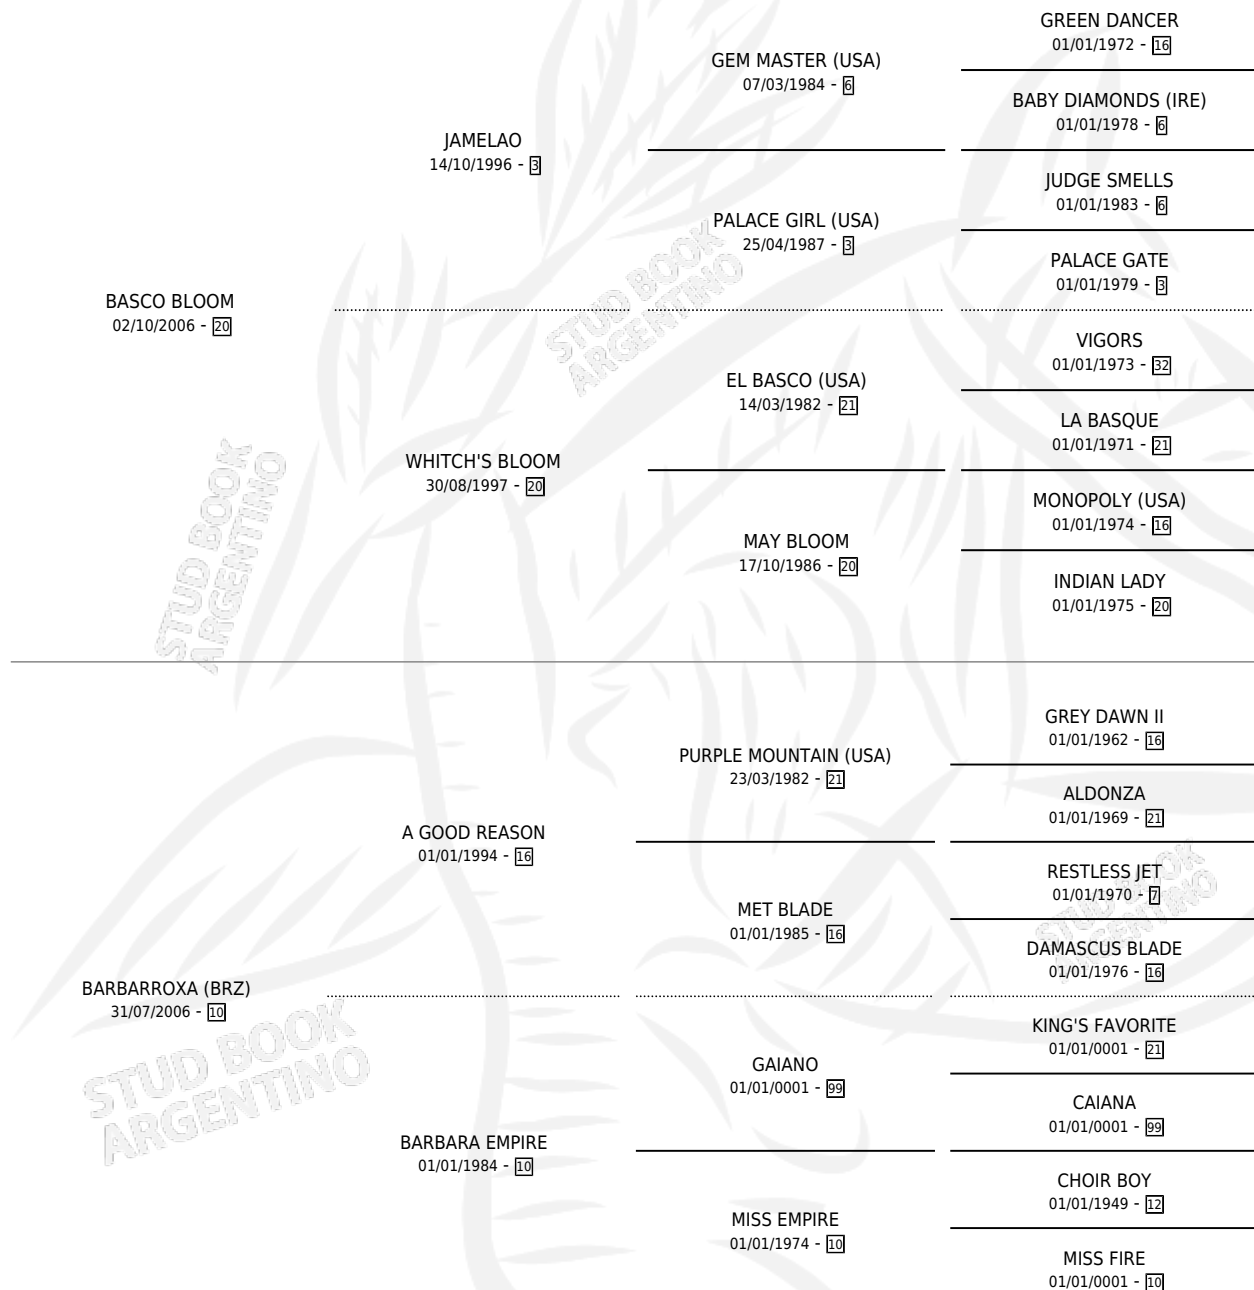 GREEN DANCER
01/01/1972 - 16
GEM MASTER (USA)
07/03/1984 - 6
BABY DIAMONDS (IRE)
01/01/1978 - 6
JAMELAO
14/10/1996 - 3
JUDGE SMELLS
01/01/1983 - 6
PALACE GIRL (USA)
25/04/1987 - 3
PALACE GATE
01/01/1979 - 3
BASCO BLOOM
02/10/2006 - 20
VIGORS
01/01/1973 - 32
EL BASCO (USA)
14/03/1982 - 21
LA BASQUE
01/01/1971 - 21
WHITCH'S BLOOM
30/08/1997 - 20
MONOPOLY (USA)
01/01/1974 - 16
MAY BLOOM
17/10/1986 - 20
INDIAN LADY
01/01/1975 - 20
GREY DAWN II
01/01/1962 - 16
PURPLE MOUNTAIN (USA)
23/03/1982 - 21
ALDONZA
01/01/1969 - 21
A GOOD REASON
01/01/1994 - 16
RESTLESS JET
01/01/1970 - 7
MET BLADE
01/01/1985 - 16
DAMASCUS BLADE
01/01/1976 - 16
BARBARROXA (BRZ)
31/07/2006 - 10
KING'S FAVORITE
01/01/0001 - 21
GAIANO
01/01/0001 - 99
CAIANA
01/01/0001 - 99
BARBARA EMPIRE
01/01/1984 - 10
CHOIR BOY
01/01/1949 - 12
MISS EMPIRE
01/01/1974 - 10
MISS FIRE
01/01/0001 - 10
STUD BOOK
ARGENTINO
STUD BOOK
ARGENTINO
STUD BOOK
ARGENTINO
STUD BOOK
ARGENTINO